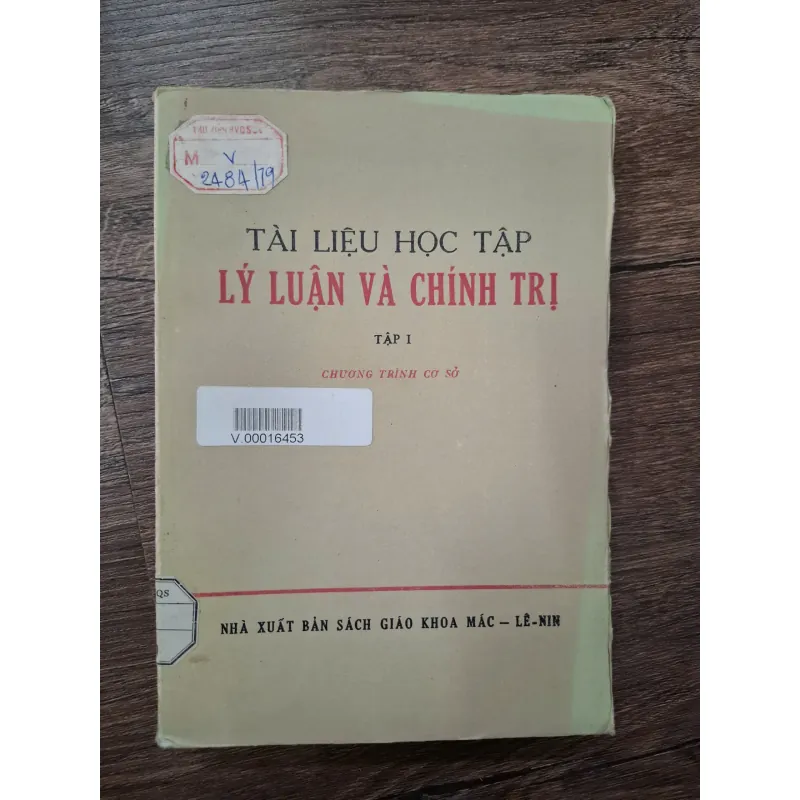 M V
2484/79
TÀI LIỆU HỌC TẬP
LÝ LUẬN VÀ CHÍNH TRỊ
TẬP I
CHƯƠNG TRÌNH CƠ SỞ
V.00016453
QS
NHÀ XUẤT BẢN SÁCH GIÁO KHOA MÁC — LÊ-NIN